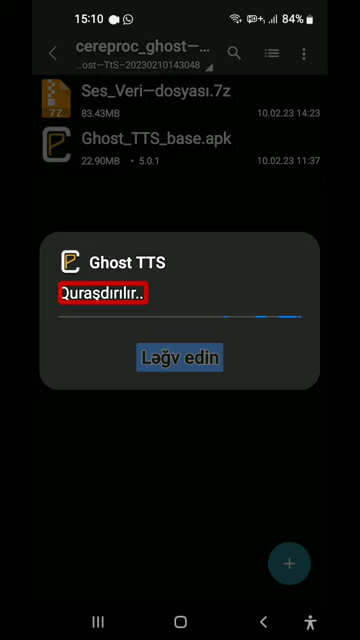 15:10
84%
cereproc_ghost—...
...ost—TtS–20230210143048
Ses_Veri—dosyası.7z
7Z
83.43MB
10.02.23 14:23
Ghost_TTS_base.apk
22.90MB • 5.0.1
10.02.23 11:37
Ghost TTS
Quraşdırılır..
Ləğv edin